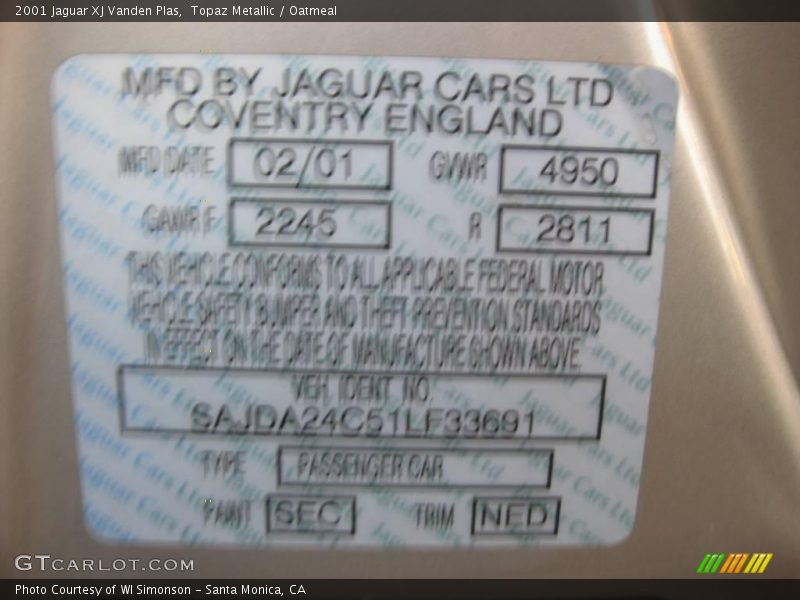 2001 Jaguar XJ Vanden Plas, Topaz Metallic / Oatmeal
MFD BY JAGUAR CARS LTD
COVENTRY ENGLAND
MFD DATE 02/01 GVWR 4950
GAWR F 2245 R 2811
THIS VEHICLE CONFORMS TO ALL APPLICABLE FEDERAL MOTOR
VEHICLE SAFETY BUMPER AND THEFT PREVENTION STANDARDS
IN EFFECT ON THE DATE OF MANUFACTURE SHOWN ABOVE
VEH. IDENT NO.
SAJDA24C51LF33691
TYPE PASSENGER CAR
PAINT SEC TRIM NED
GTCARLOT.COM
Photo Courtesy of WI Simonson - Santa Monica, CA